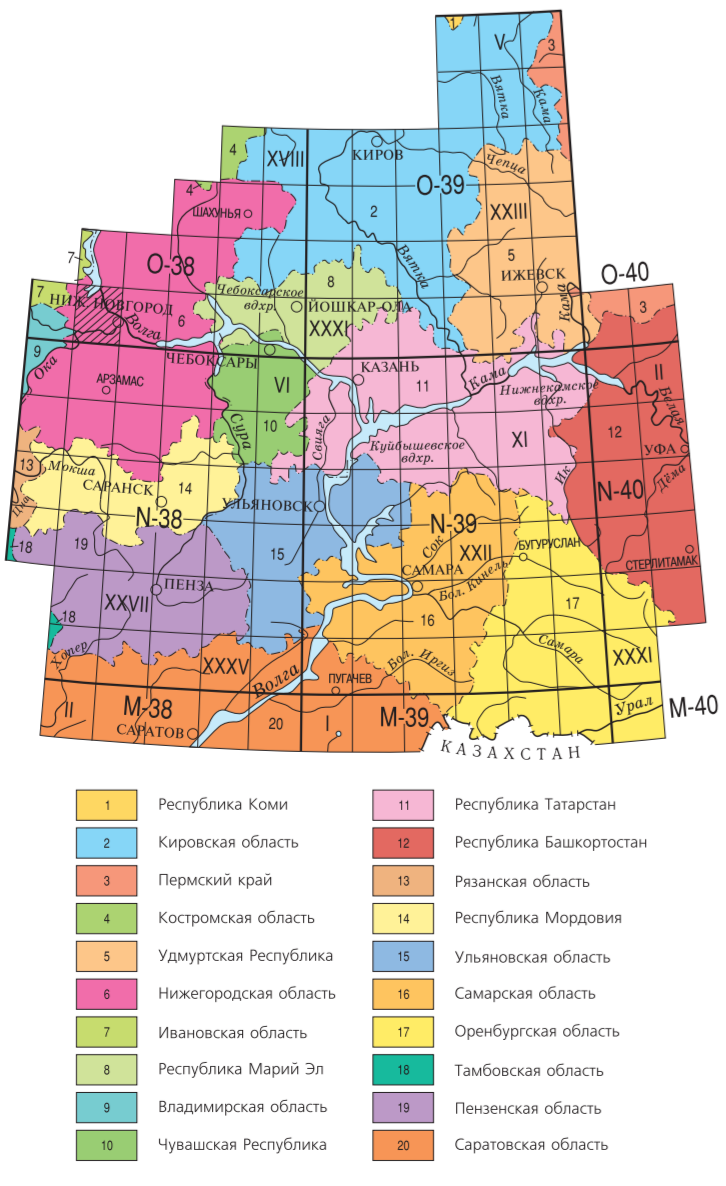 1
V
3
Вятка
Кама
4
XVIII
КИРОВ
Чепца
O-39
4
ШАХУНЬЯ
2
XXIII
7
O-38
Вятка
5
ИЖЕВСК
O-40
8
7
НИЖ. НОВГОРОД
Чебоксарское
вдхр.
ЙОШКАР-ОЛА
Кама
3
Волга
6
XXXI
9
ЧЕБОКСАРЫ
КАЗАНЬ
Ока
АРЗАМАС
VI
11
Кама
Нижнекамское
вдхр.
II
Белая
10
Сура
Свияга
Куйбышевское
вдхр.
XI
12
УФА
13
Мокша
САРАНСК
14
Ик
Дёма
Цна
УЛЬЯНОВСК
N-38
N-39
N-40
18
19
15
Сок
XXII
БУГУРУСЛАН
СТЕРЛИТАМАК
ПЕНЗА
САМАРА
Бол. Кинель
XXVII
16
17
18
Хопер
XXXV
Волга
Бол. Иргиз
Самара
XXXI
ПУГАЧЕВ
II
M-38
САРАТОВ
20
I
M-39
Урал
M-40
КАЗАХСТАН
1 Республика Коми
2 Кировская область
3 Пермский край
4 Костромская область
5 Удмуртская Республика
6 Нижегородская область
7 Ивановская область
8 Республика Марий Эл
9 Владимирская область
10 Чувашская Республика
11 Республика Татарстан
12 Республика Башкортостан
13 Рязанская область
14 Республика Мордовия
15 Ульяновская область
16 Самарская область
17 Оренбургская область
18 Тамбовская область
19 Пензенская область
20 Саратовская область